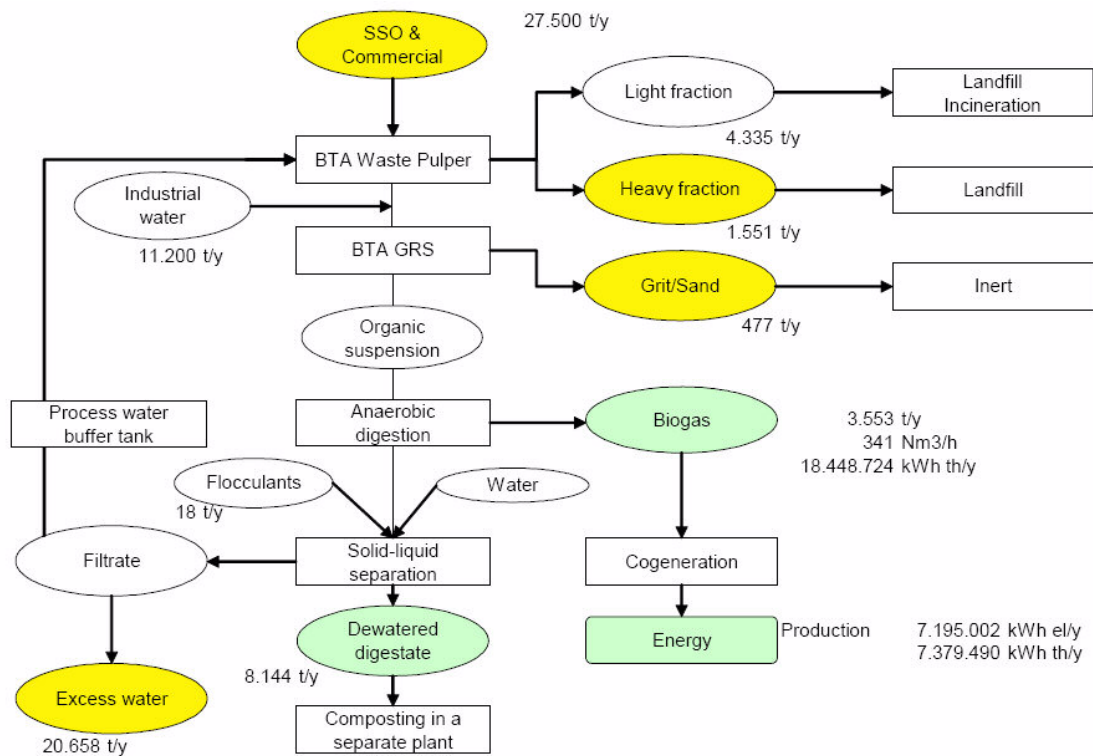 SSO &
Commercial
27.500 t/y
Light fraction
4.335 t/y
Landfill
Incineration
BTA Waste Pulper
Heavy fraction
1.551 t/y
Landfill
Industrial
water
11.200 t/y
BTA GRS
Grit/Sand
477 t/y
Inert
Organic
suspension
Process water
buffer tank
Anaerobic
digestion
Biogas
3.553 t/y
341 Nm3/h
18.448.724 kWh th/y
Flocculants
18 t/y
Water
Filtrate
Solid-liquid
separation
Cogeneration
Dewatered
digestate
8.144 t/y
Energy
Production
7.195.002 kWh el/y
7.379.490 kWh th/y
Excess water
20.658 t/y
Composting in a
separate plant